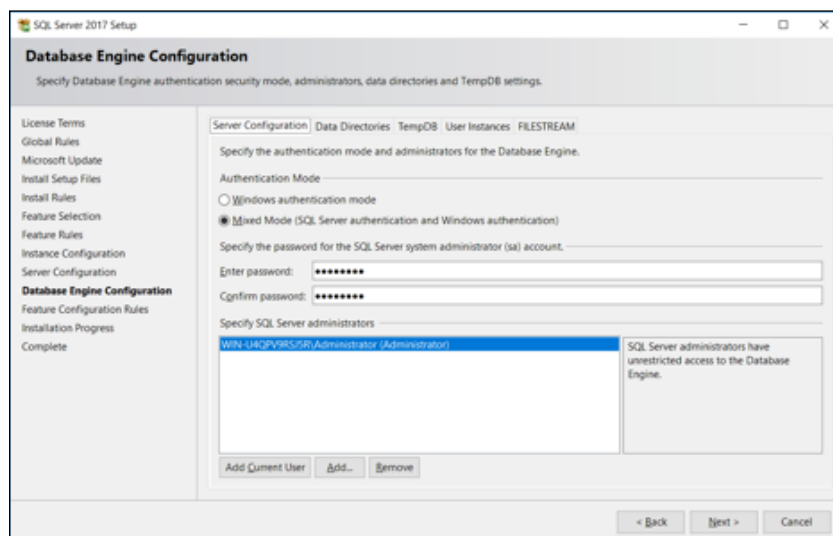 SQL Server 2017 Setup
Database Engine Configuration
Specify Database Engine authentication security mode, administrators, data directories and TempDB settings.
License Terms
Global Rules
Microsoft Update
Install Setup Files
Install Rules
Feature Selection
Feature Rules
Instance Configuration
Server Configuration
Database Engine Configuration
Feature Configuration Rules
Installation Progress
Complete
Server Configuration Data Directories TempDB User Instances FILESTREAM
Specify the authentication mode and administrators for the Database Engine.
Authentication Mode
Windows authentication mode
Mixed Mode (SQL Server authentication and Windows authentication)
Specify the password for the SQL Server system administrator (sa) account.
Enter password: ●●●●●●●●
Confirm password: ●●●●●●●●
Specify SQL Server administrators
WIN-U4QPV9RSJ5R\Administrator (Administrator)
SQL Server administrators have
unrestricted access to the Database
Engine.
Add Current User Add... Remove
< Back Next > Cancel